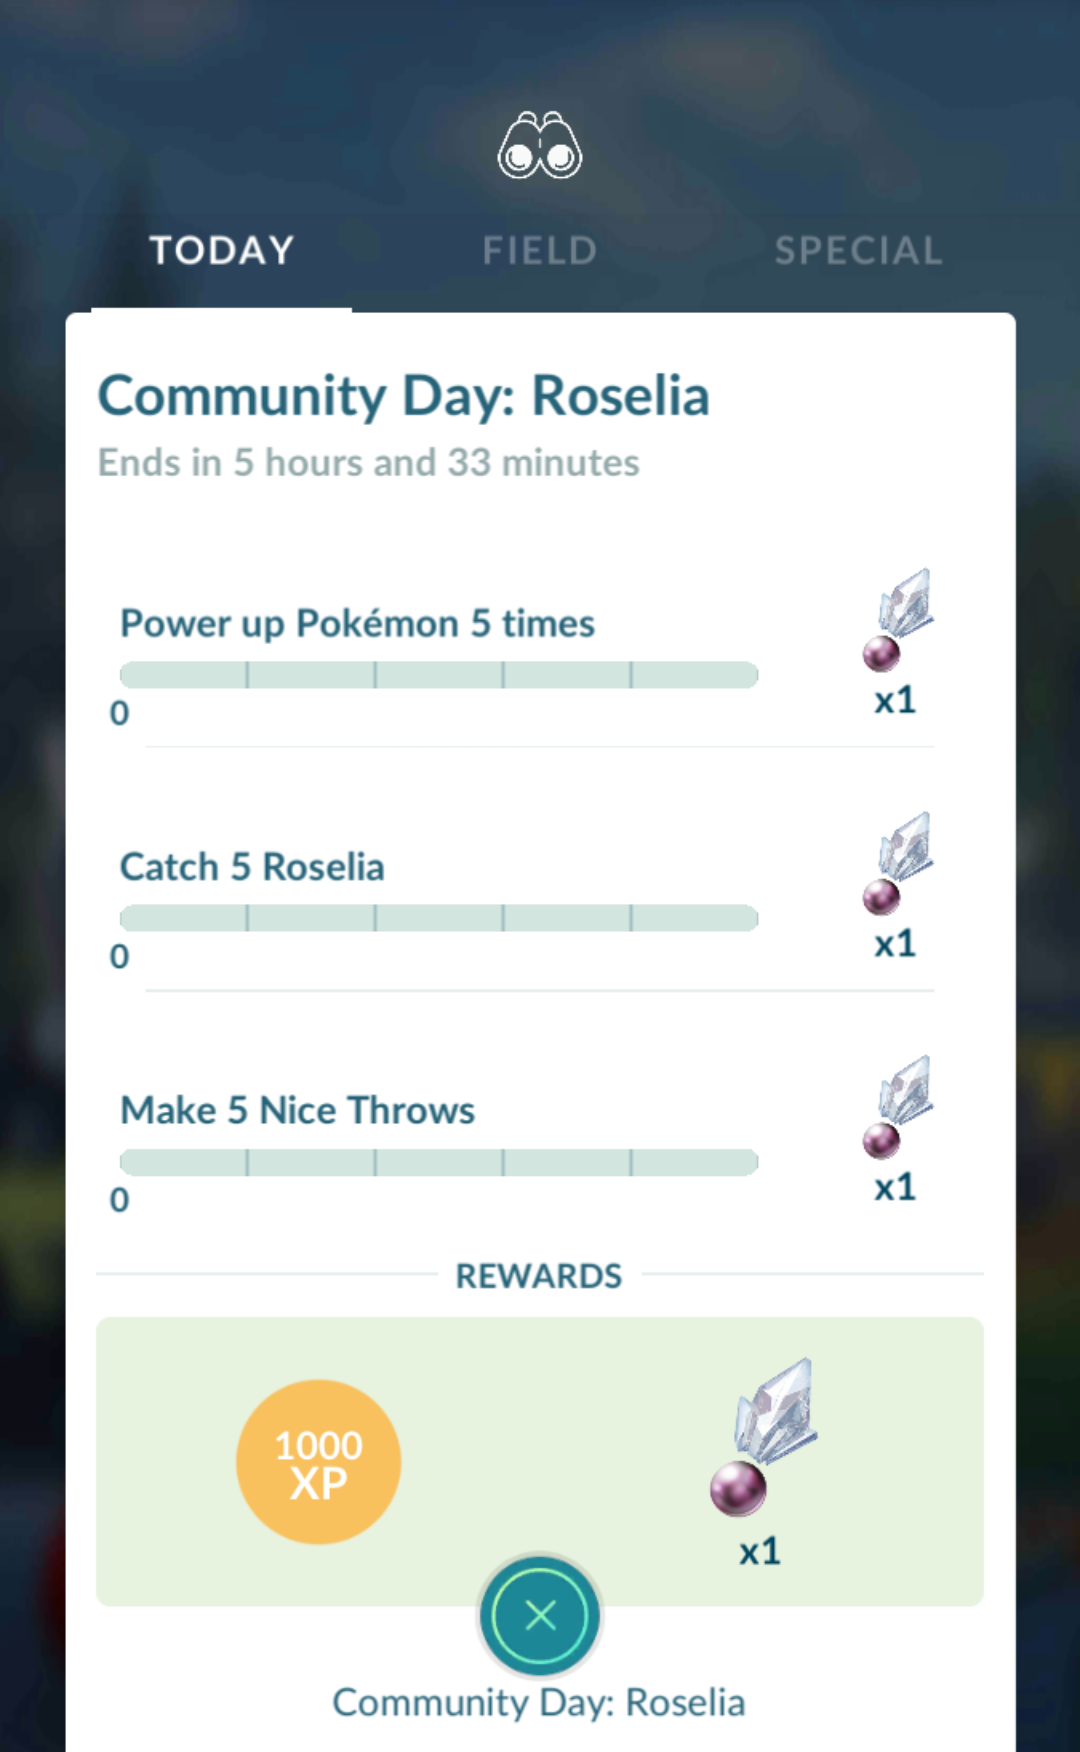 TODAY
FIELD
SPECIAL
Community Day: Roselia
Ends in 5 hours and 33 minutes
Power up Pokémon 5 times
0
x1
Catch 5 Roselia
0
x1
Make 5 Nice Throws
0
x1
REWARDS
1000
XP
x1
Community Day: Roselia